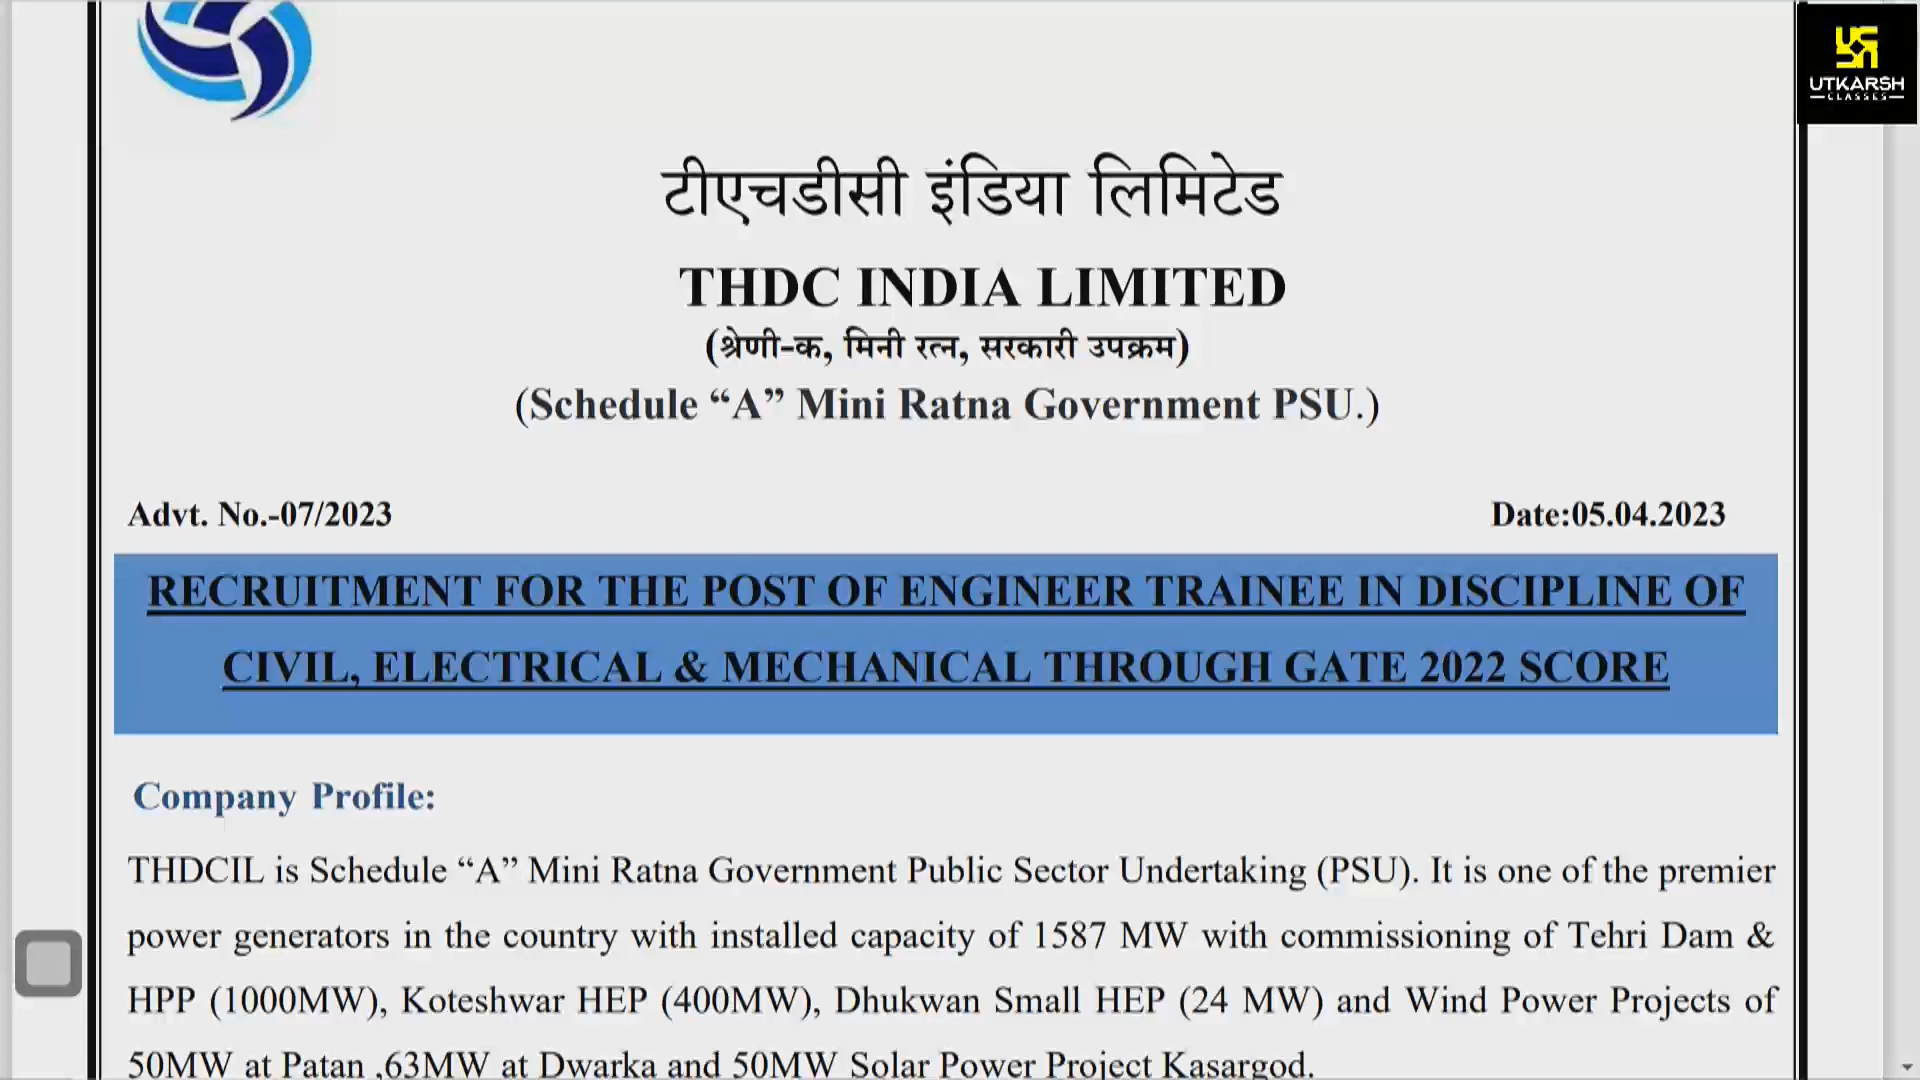 UTKARSH
CLASSES
टीएचडीसी इंडिया लिमिटेड
THDC INDIA LIMITED
(श्रेणी-क, मिनी रत्न, सरकारी उपक्रम)
(Schedule “A” Mini Ratna Government PSU.)
Advt. No.-07/2023 Date:05.04.2023
RECRUITMENT FOR THE POST OF ENGINEER TRAINEE IN DISCIPLINE OF
CIVIL, ELECTRICAL & MECHANICAL THROUGH GATE 2022 SCORE
Company Profile:
THDCIL is Schedule “A” Mini Ratna Government Public Sector Undertaking (PSU). It is one of the premier
power generators in the country with installed capacity of 1587 MW with commissioning of Tehri Dam &
HPP (1000MW), Koteshwar HEP (400MW), Dhukwan Small HEP (24 MW) and Wind Power Projects of
50MW at Patan ,63MW at Dwarka and 50MW Solar Power Project Kasargod.